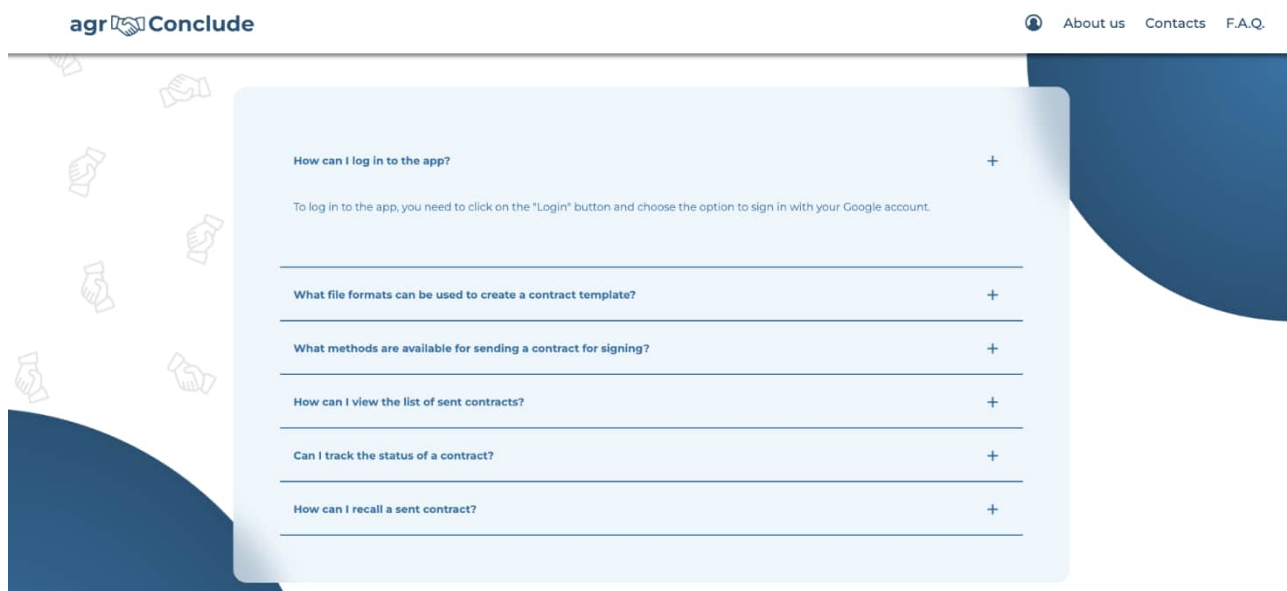 agr Conclude
About us Contacts F.A.Q.
How can I log in to the app? +
To log in to the app, you need to click on the "Login" button and choose the option to sign in with your Google account.
What file formats can be used to create a contract template? +
What methods are available for sending a contract for signing? +
How can I view the list of sent contracts? +
Can I track the status of a contract? +
How can I recall a sent contract? +